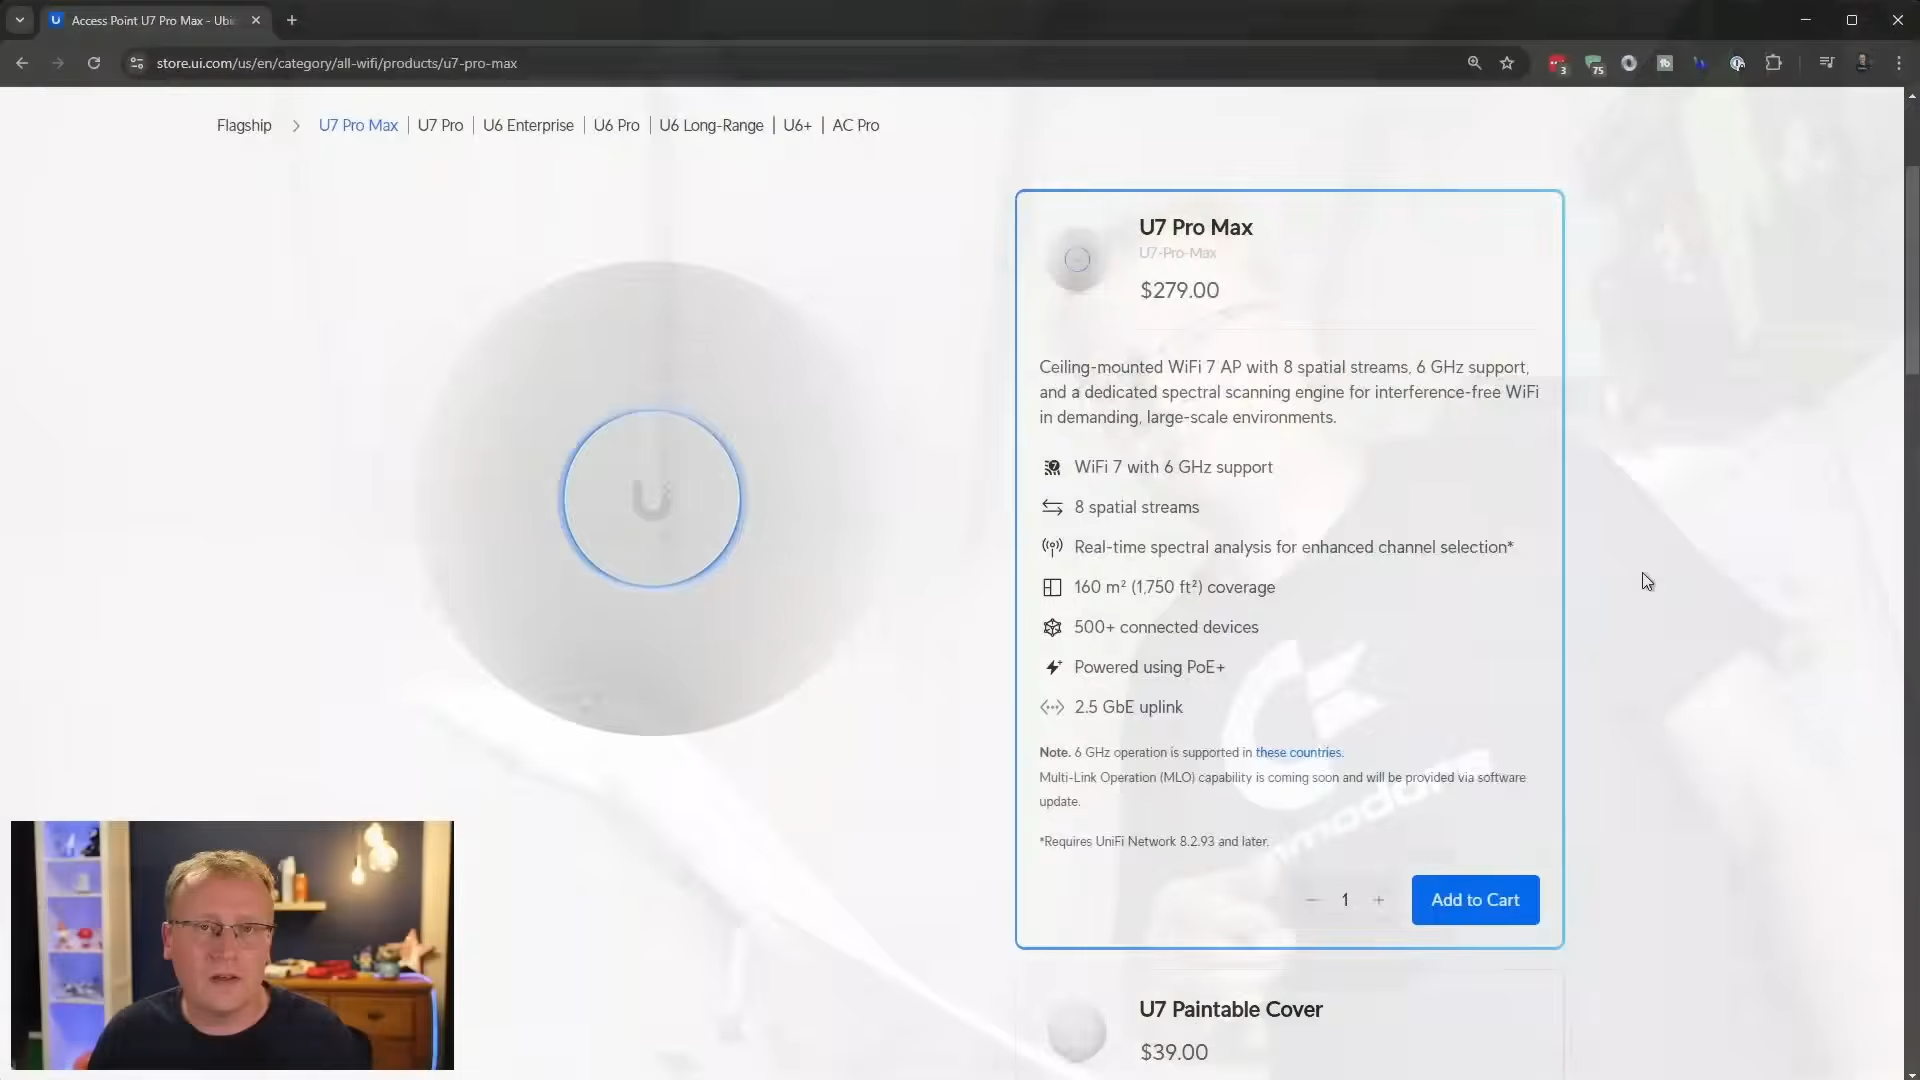 Access Point U7 Pro Max - Ubi
store.ui.com/us/en/category/all-wifi/products/u7-pro-max
3
75
Flagship
U7 Pro Max
U7 Pro
U6 Enterprise
U6 Pro
U6 Long-Range
U6+
AC Pro
U7 Pro Max
U7-Pro-Max
$279.00
Ceiling-mounted WiFi 7 AP with 8 spatial streams, 6 GHz support,
and a dedicated spectral scanning engine for interference-free WiFi
in demanding, large-scale environments.
WiFi 7 with 6 GHz support
8 spatial streams
Real-time spectral analysis for enhanced channel selection*
160 m² (1,750 ft²) coverage
500+ connected devices
Powered using PoE+
2.5 GbE uplink
Note. 6 GHz operation is supported in these countries.
Multi-Link Operation (MLO) capability is coming soon and will be provided via software
update.
*Requires UniFi Network 8.2.93 and later.
1
Add to Cart
U7 Paintable Cover
$39.00